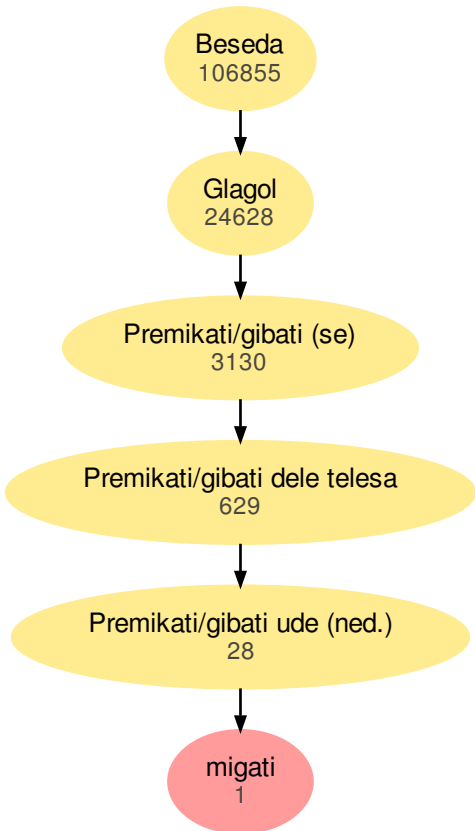 Beseda
106855
Glagol
24628
Premikati/gibati (se)
3130
Premikati/gibati dele telesa
629
Premikati/gibati ude (ned.)
28
migati
1